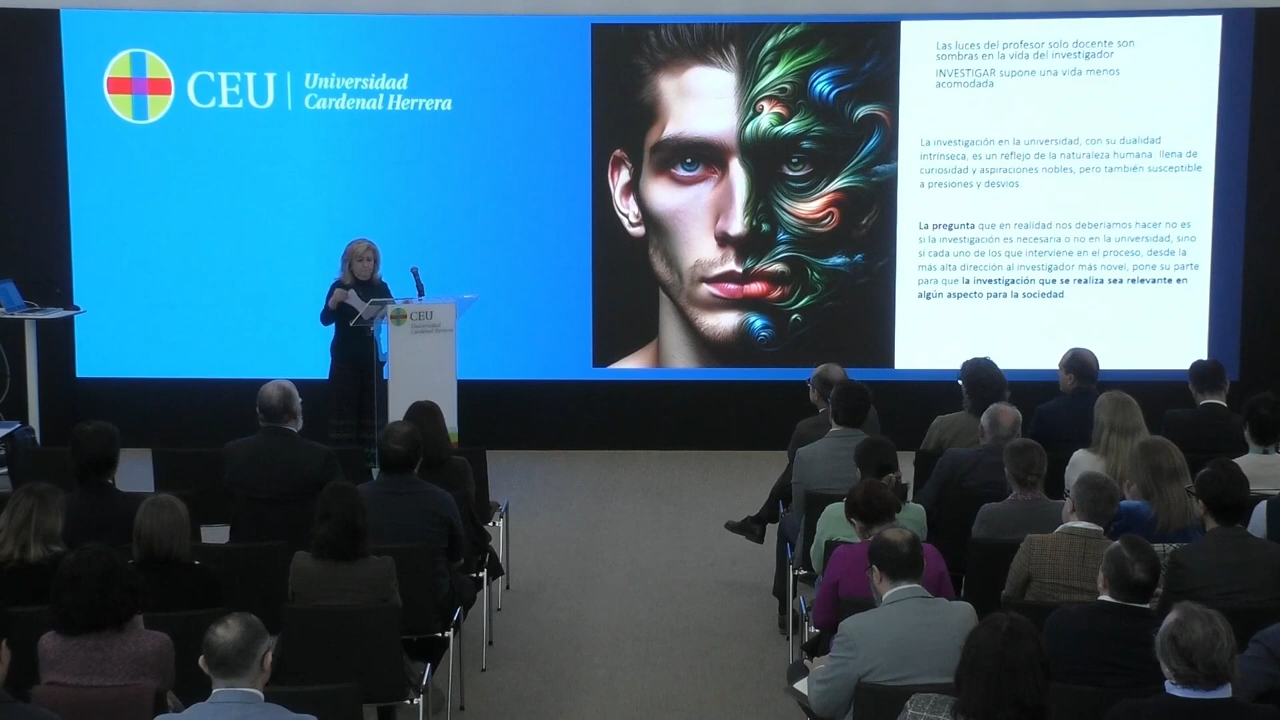 CEU
Universidad
Cardenal Herrera
Las luces del profesor solo docente son
sombras en la vida del investigador
INVESTIGAR supone una vida menos
acomodada
La investigación en la universidad, con su dualidad
intrínseca, es un reflejo de la naturaleza humana: llena de
curiosidad y aspiraciones nobles, pero también susceptible
a presiones y desvíos.
La pregunta que en realidad nos deberíamos hacer no es
si la investigación es necesaria o no en la universidad, sino
si cada uno de los que interviene en el proceso, desde la
más alta dirección al investigador más novel, pone su parte
para que la investigación que se realiza sea relevante en
algún aspecto para la sociedad.
CEU
Universidad
Cardenal Herrera